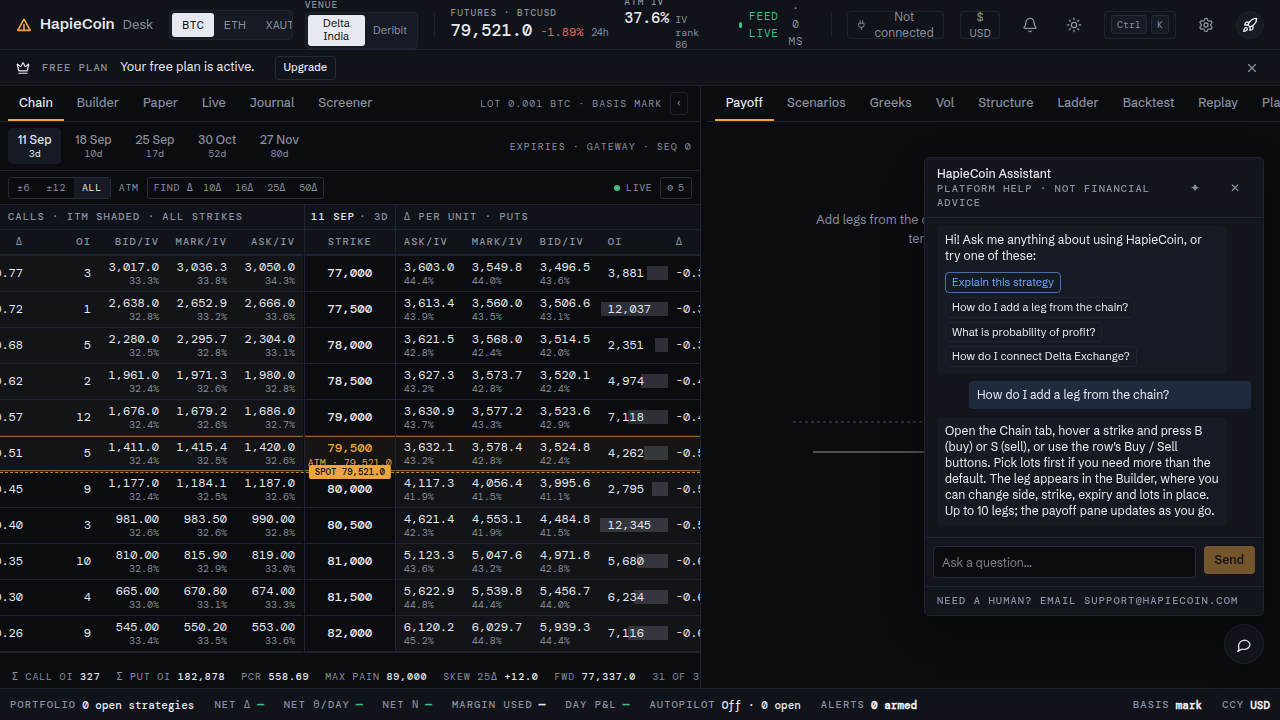 HapieCoin Desk
BTC ETH XAUT
VENUE
Delta India
Deribit
FUTURES · BTCUSD
79,521.0 -1.89% 24h
ATM IV
37.6% IV rank 86
FEED LIVE · 0 MS
Not connected
$ USD
Ctrl K
FREE PLAN Your free plan is active. Upgrade
Chain Builder Paper Live Journal Screener
LOT 0.001 BTC · BASIS MARK
Payoff Scenarios Greeks Vol Structure Ladder Backtest Replay Pla
11 Sep 18 Sep 25 Sep 30 Oct 27 Nov
3d 10d 17d 52d 80d
EXPIRIES · GATEWAY · SEQ 0
±6 ±12 ALL ATM FIND Δ 10Δ 16Δ 25Δ 50Δ
LIVE 5
CALLS · ITM SHADED · ALL STRIKES 11 SEP · 3D Δ PER UNIT · PUTS
Δ OI BID/IV MARK/IV ASK/IV STRIKE ASK/IV MARK/IV BID/IV OI Δ
0.77 3 3,017.0 3,036.3 3,050.0 77,000 3,603.0 3,549.8 3,496.5 3,881
33.3% 33.8% 34.3% 44.4% 44.0% 43.6%
0.72 1 2,638.0 2,652.9 2,666.0 77,500 3,613.4 3,560.0 3,506.6 12,037
32.8% 33.2% 33.6% 43.9% 43.5% 43.1%
0.68 5 2,280.0 2,295.7 2,304.0 78,000 3,621.5 3,568.0 3,514.5 2,351
32.5% 32.8% 33.1% 42.8% 42.4% 42.0%
0.62 2 1,961.0 1,971.3 1,980.0 78,500 3,627.3 3,573.7 3,520.1 4,974
32.4% 32.6% 32.8% 43.2% 42.8% 42.4%
0.57 12 1,676.0 1,679.2 1,686.0 79,000 3,630.9 3,577.2 3,523.6 7,118
32.4% 32.6% 32.7% 43.7% 43.3% 42.9%
0.51 5 1,411.0 1,415.4 1,420.0 79,500 3,632.1 3,578.4 3,524.8 4,262
32.4% 32.5% 32.6% ATM · 79,521.0 43.2% 42.8% 42.4%
SPOT 79,521.0
0.45 9 1,177.0 1,184.1 1,187.0 80,000 4,117.3 4,056.4 3,995.6 2,795
32.4% 32.5% 32.6% 41.9% 41.5% 41.1%
0.40 3 981.00 983.50 990.00 80,500 4,621.4 4,553.1 4,484.8 12,345
32.6% 32.6% 32.8% 42.3% 41.9% 41.5%
0.35 10 810.00 815.90 819.00 81,000 5,123.3 5,047.6 4,971.8 5,680
32.8% 32.9% 33.0% 43.6% 43.2% 42.8%
0.30 4 665.00 670.80 674.00 81,500 5,622.9 5,539.8 5,456.7 6,234
33.0% 33.1% 33.3% 44.8% 44.4% 44.0%
0.26 9 545.00 550.20 553.00 82,000 6,120.2 6,029.7 5,939.3 7,116
33.4% 33.5% 33.6% 45.2% 44.8% 44.4%
Σ CALL OI 327 Σ PUT OI 182,878 PCR 558.69 MAX PAIN 89,000 SKEW 25Δ +12.0 FWD 77,337.0 31 OF 3
Add legs from the
HapieCoin Assistant
PLATFORM HELP · NOT FINANCIAL
ADVICE
Hi! Ask me anything about using HapieCoin, or
try one of these:
Explain this strategy
How do I add a leg from the chain?
What is probability of profit?
How do I connect Delta Exchange?
How do I add a leg from the chain?
Open the Chain tab, hover a strike and press B
(buy) or S (sell), or use the row's Buy / Sell
buttons. Pick lots first if you need more than the
default. The leg appears in the Builder, where you
can change side, strike, expiry and lots in place.
Up to 10 legs; the payoff pane updates as you go.
Ask a question...
Send
NEED A HUMAN? EMAIL SUPPORT@HAPIECOIN.COM
PORTFOLIO 0 open strategies NET Δ — NET Θ/DAY — NET N — MARGIN USED — DAY P&L — AUTOPILOT Off · 0 open ALERTS 0 armed BASIS mark CCY USD